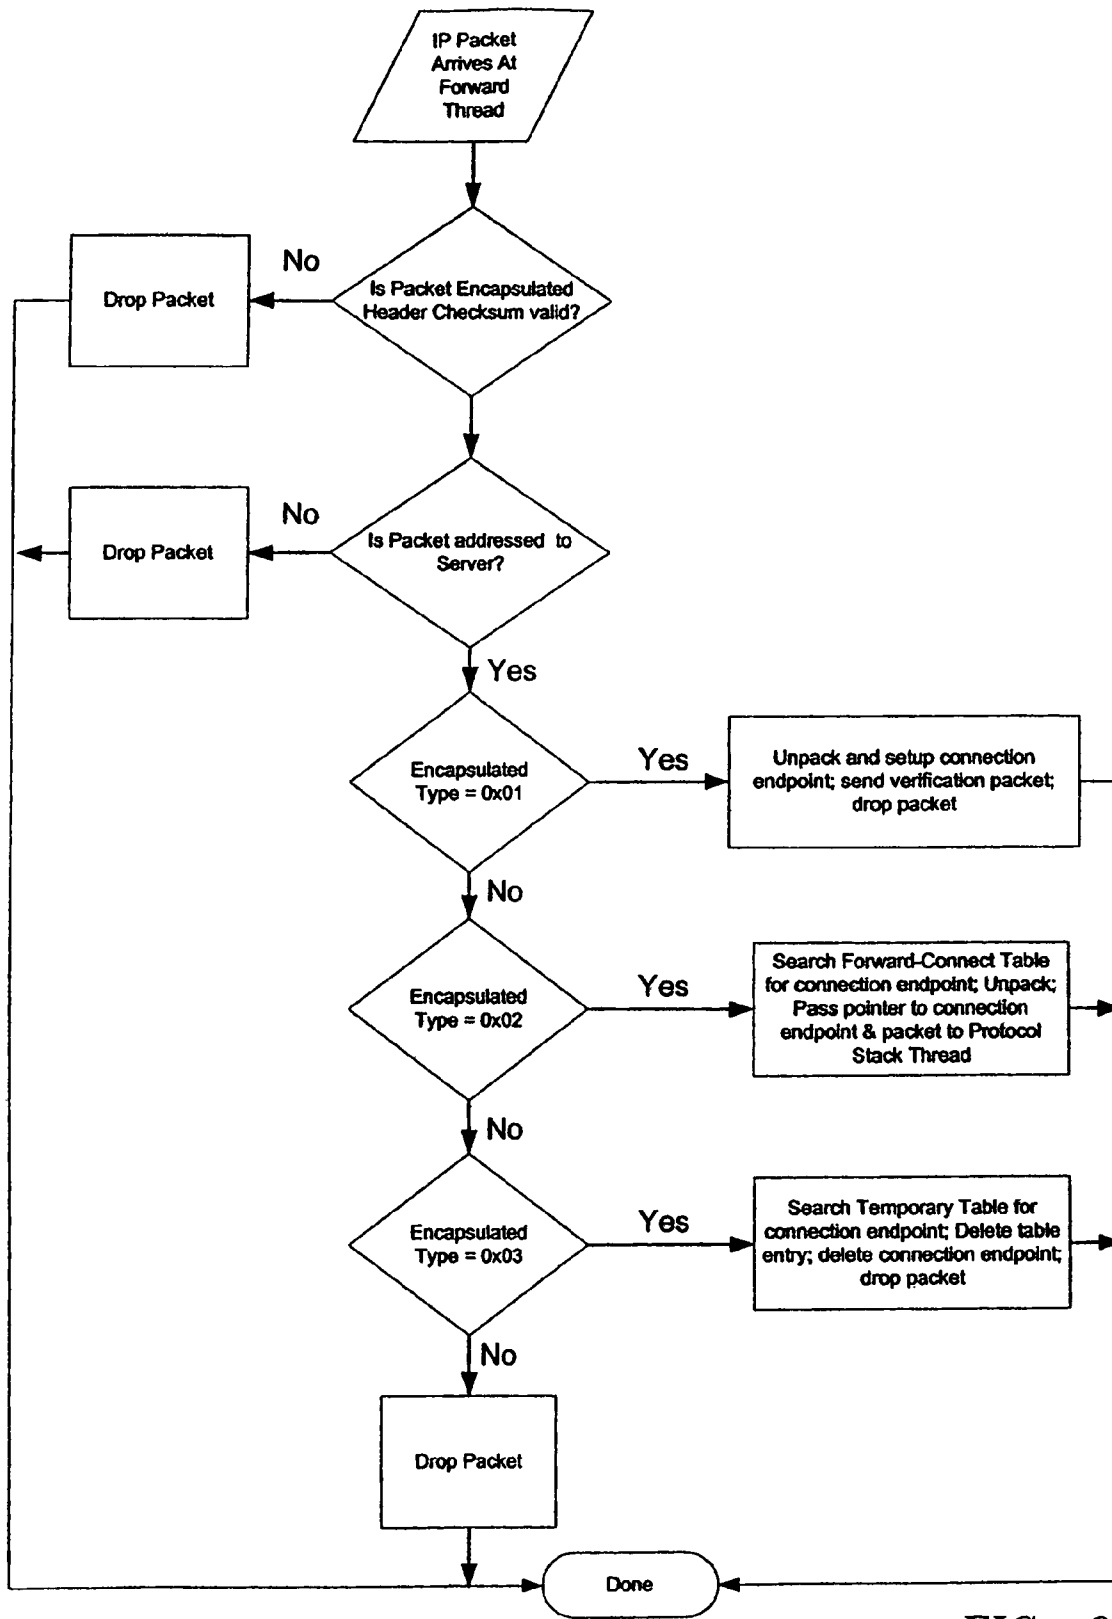 IP Packet
Arrives At
Forward
Thread
No
Drop Packet
Is Packet Encapsulated
Header Checksum valid?
No
Drop Packet
Is Packet addressed to
Server?
Yes
Encapsulated
Type = 0x01
Yes
Unpack and setup connection
endpoint; send verification packet;
drop packet
No
Encapsulated
Type = 0x02
Yes
Search Forward-Connect Table
for connection endpoint; Unpack;
Pass pointer to connection
endpoint & packet to Protocol
Stack Thread
No
Encapsulated
Type = 0x03
Yes
Search Temporary Table for
connection endpoint; Delete table
entry; delete connection endpoint;
drop packet
No
Drop Packet
Done